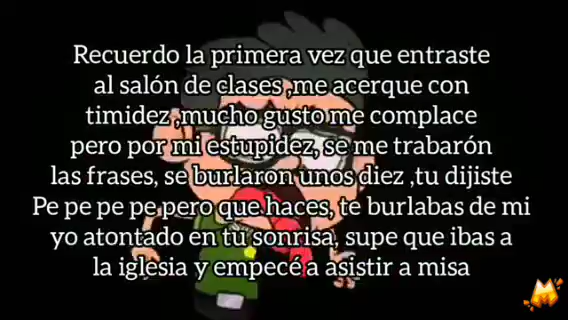 Recuerdo la primera vez que entraste
al salón de clases ,me acerque con
timidez ,mucho gusto me complace
pero por mi estupidez, se me trabarón
las frases, se burlaron unos diez ,tu dijiste
Pe pe pe pe pero que haces, te burlabas de mi
yo atontado en tu sonrisa, supe que ibas a
la iglesia y empecé a asistir a misa
M